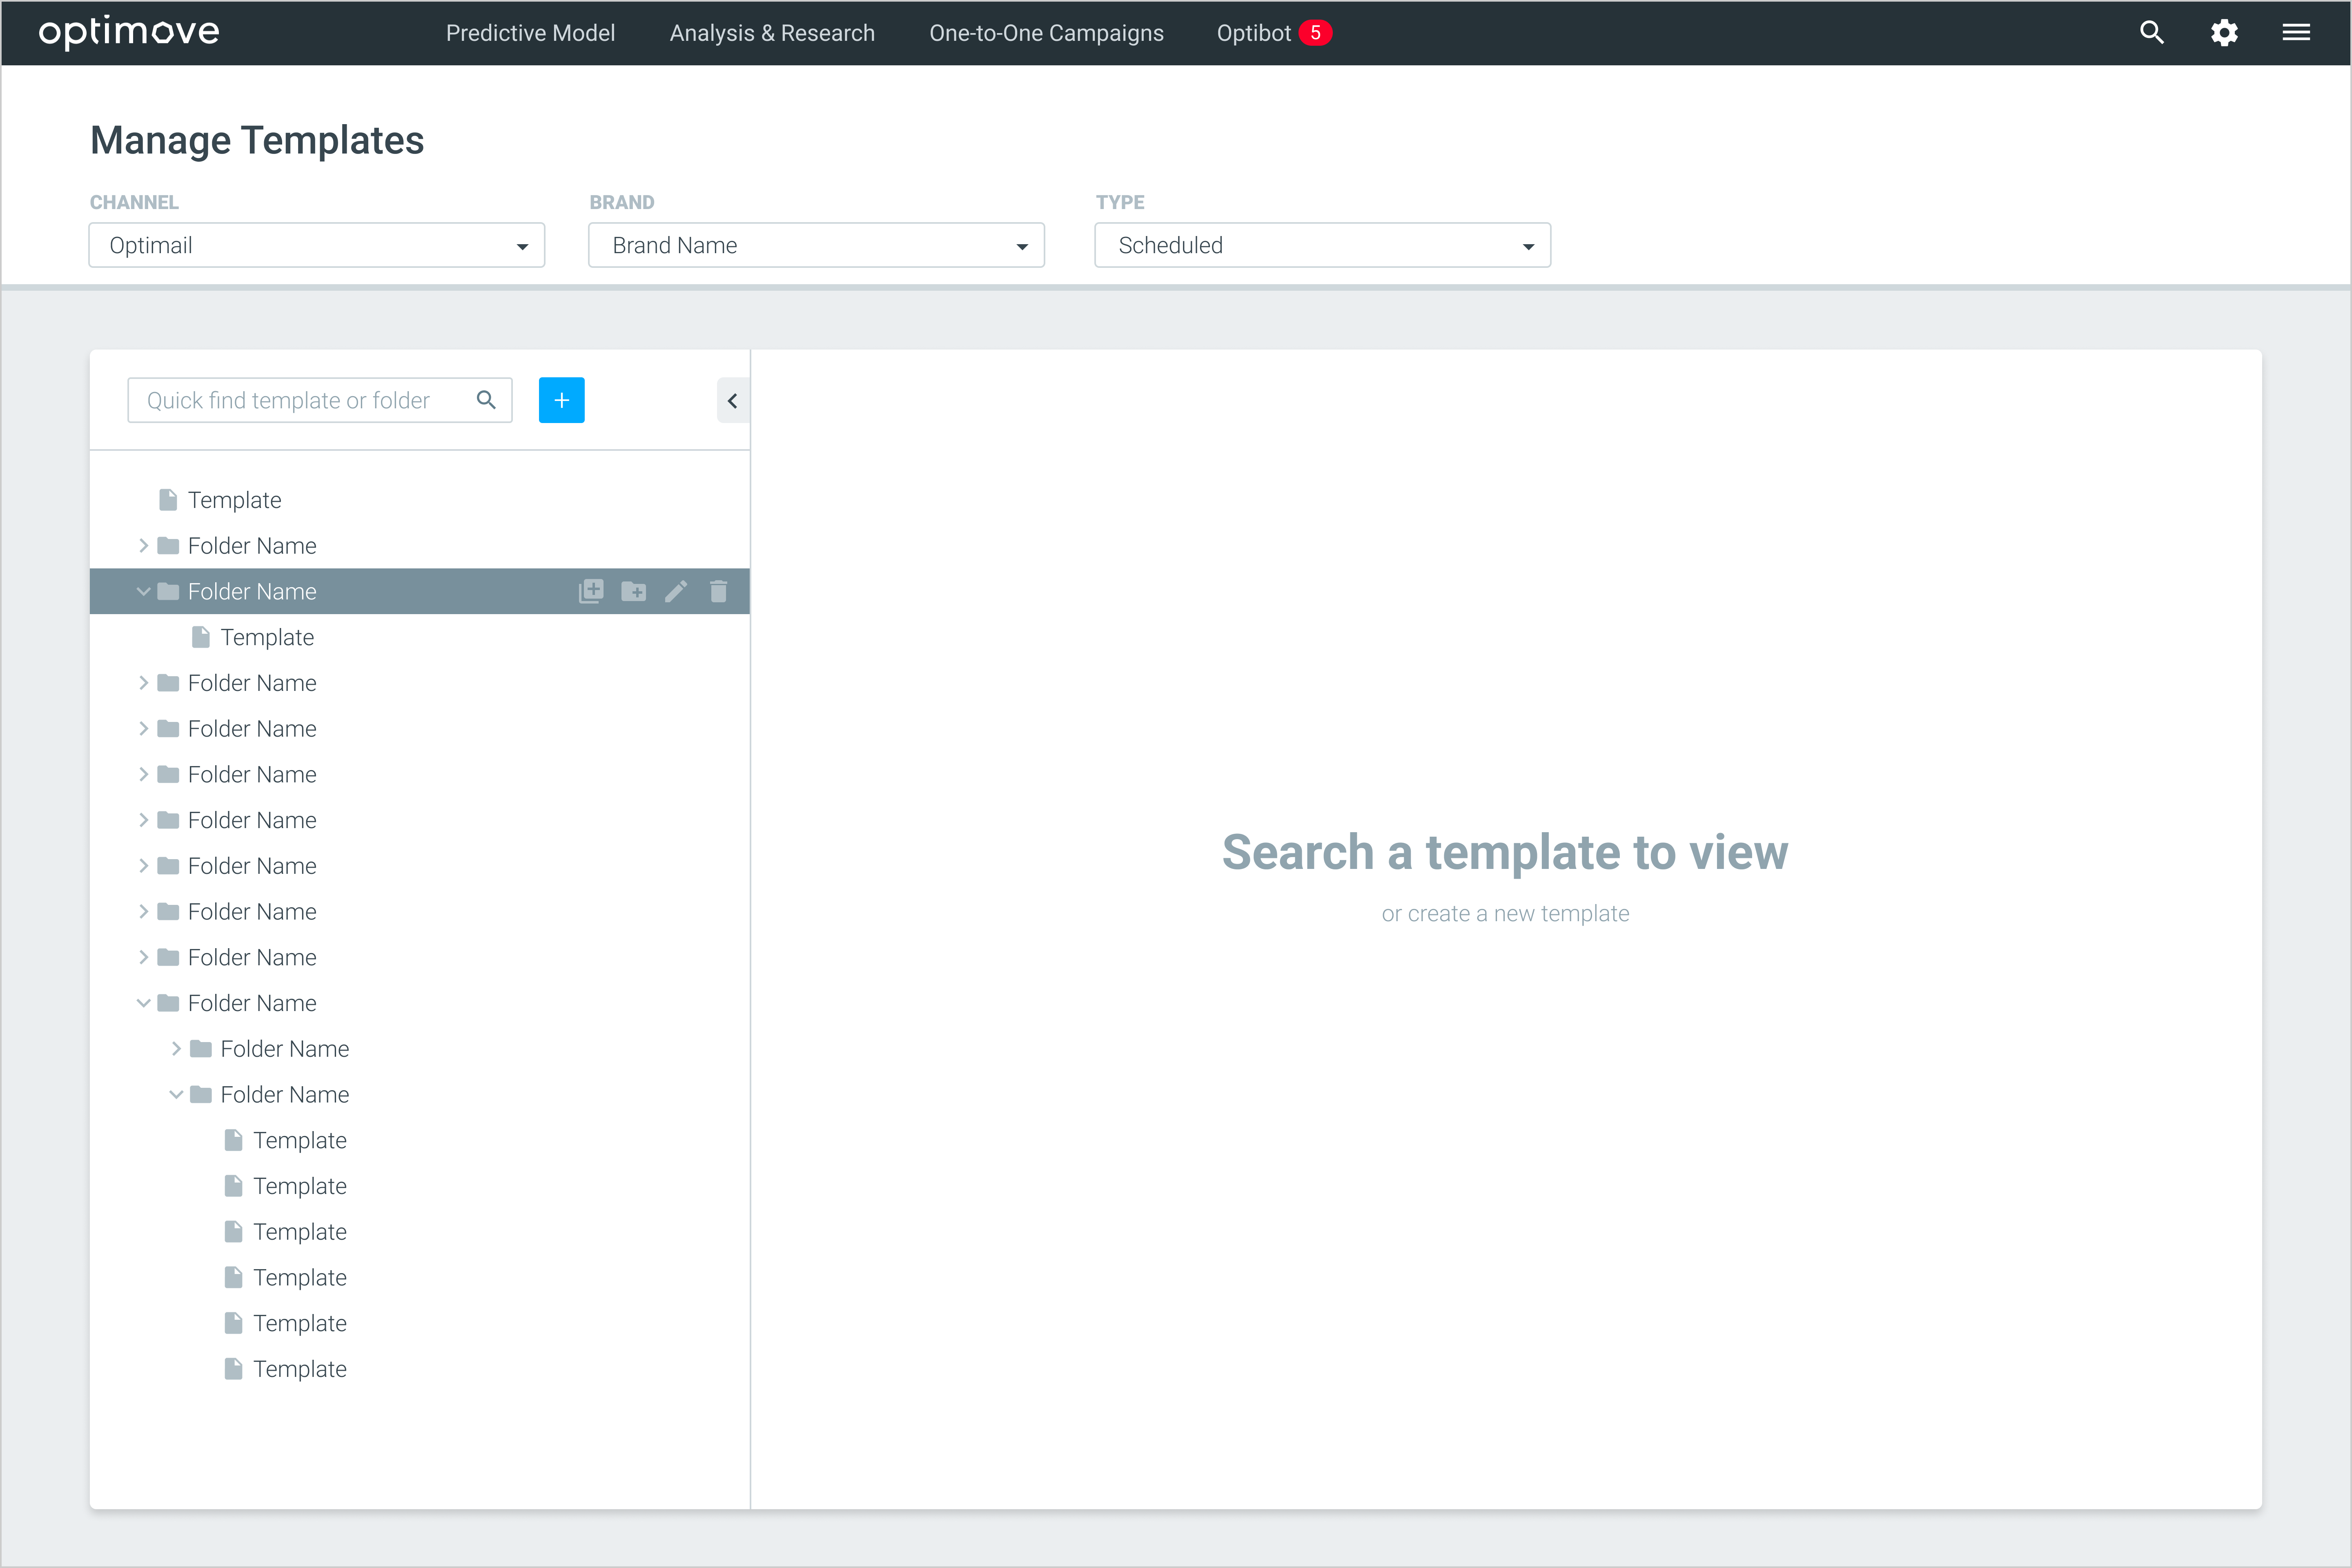 optimove
Predictive Model
Analysis & Research
One-to-One Campaigns
Optibot 5
Manage Templates
CHANNEL
BRAND
TYPE
Optimail
Brand Name
Scheduled
Quick find template or folder
Template
Folder Name
Folder Name
Template
Folder Name
Folder Name
Folder Name
Folder Name
Folder Name
Folder Name
Folder Name
Folder Name
Folder Name
Folder Name
Template
Template
Template
Template
Template
Template
Search a template to view
or create a new template